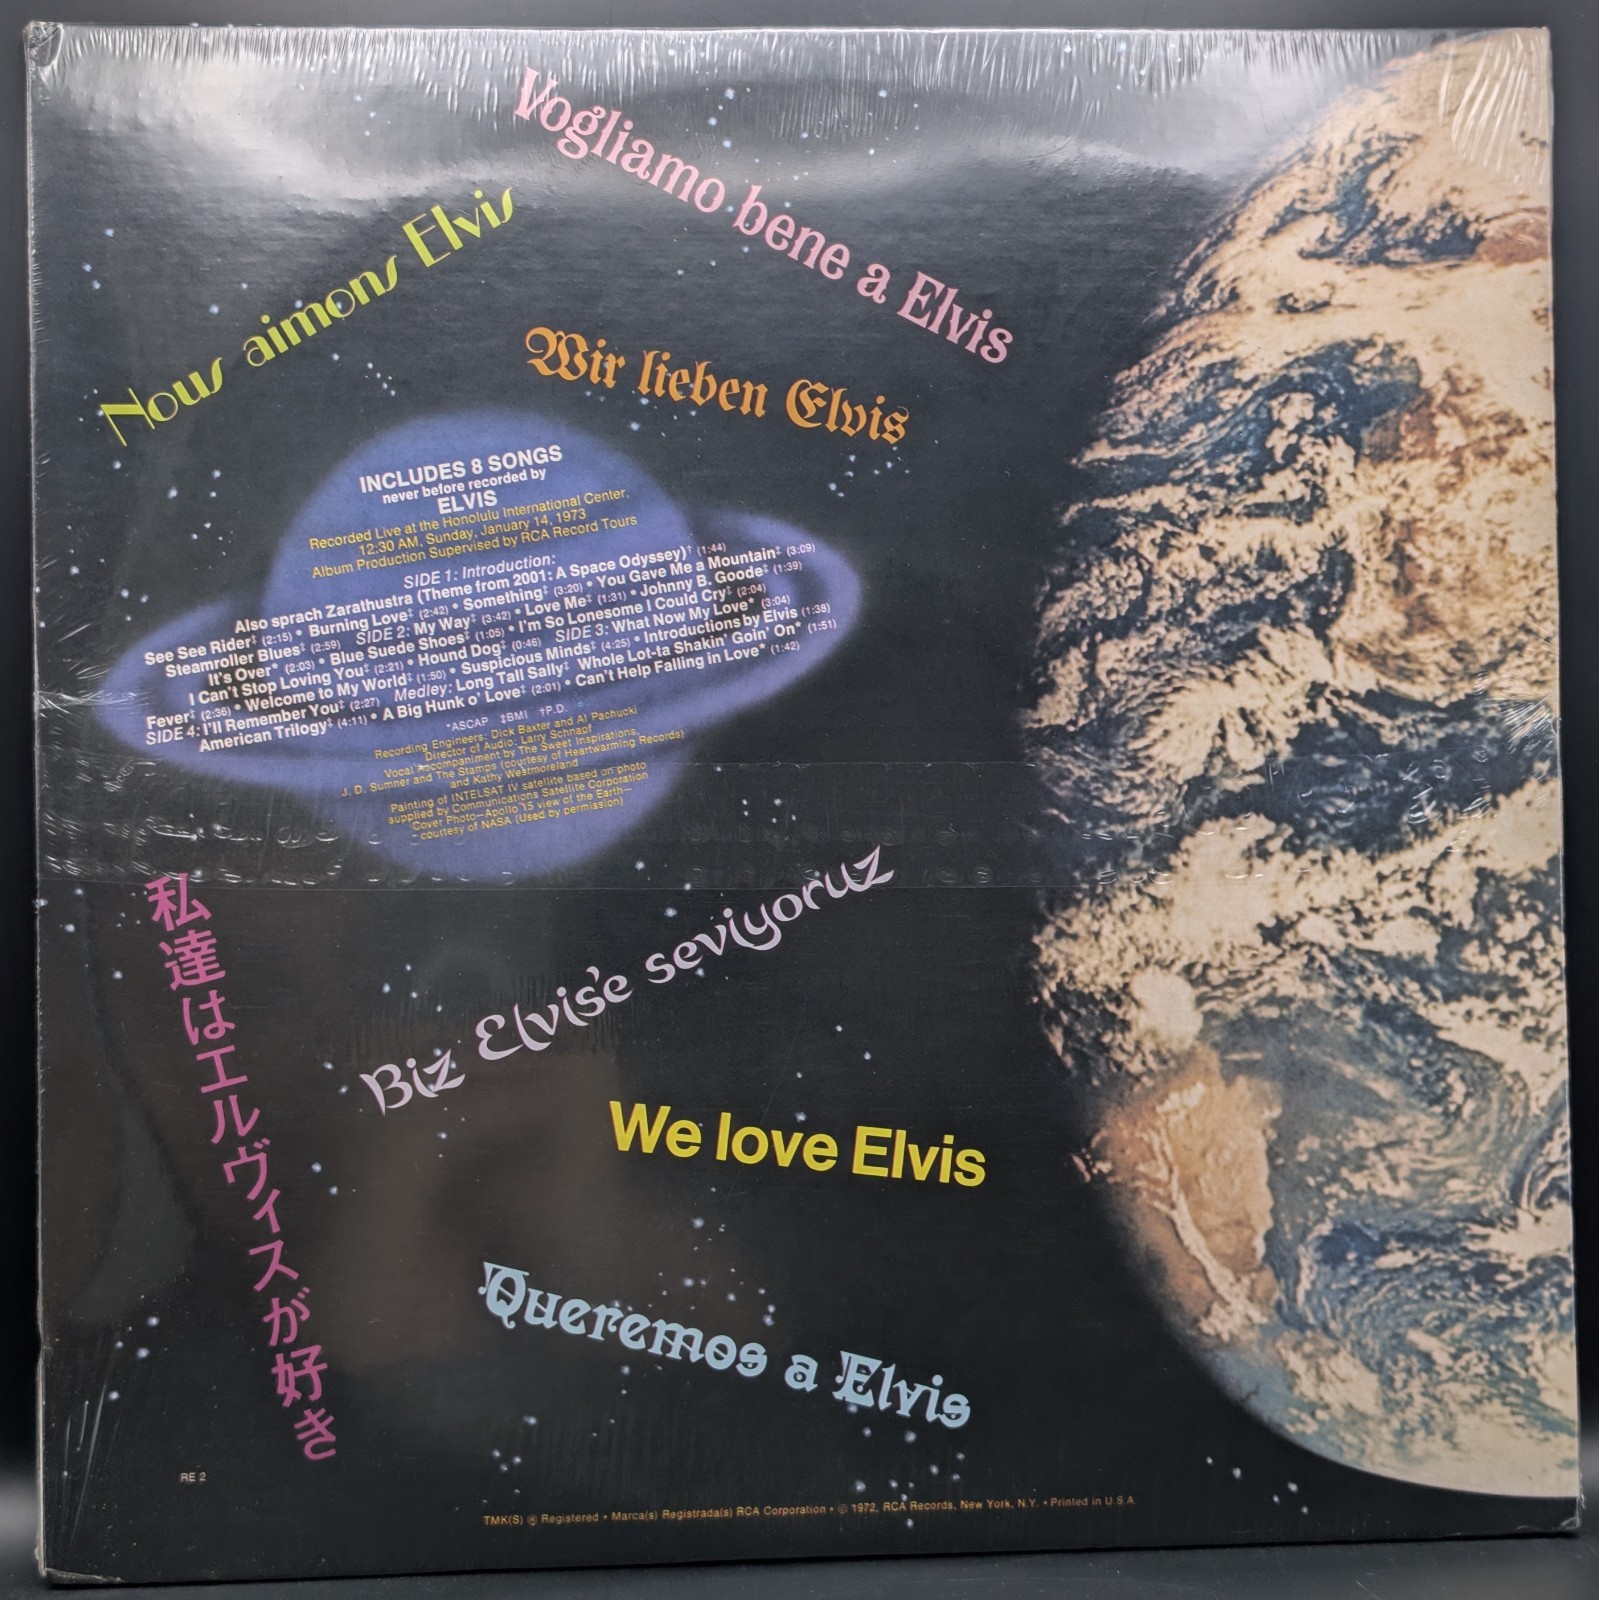 Vogliamo bene a Elvis
Nous aimons Elvis
Wir lieben Elvis
INCLUDES 8 SONGS
never before recorded by
ELVIS
Recorded Live at the Honolulu International Center,
12:30 AM, Sunday, January 14, 1973
Album Production Supervised by RCA Record Tours
SIDE 1: Introduction:
Also sprach Zarathustra (Theme from 2001: A Space Odyssey)† (1:44)
See See Rider‡ (2:15) • Burning Love‡ (2:42) • Something‡ (3:20) • You Gave Me a Mountain‡ (3:09)
Steamroller Blues‡ (2:59) SIDE 2: My Way‡ (3:42) • Love Me‡ (1:31) • Johnny B. Goode‡ (1:39)
It's Over* (2:03) • Blue Suede Shoes‡ (1:05) • I'm So Lonesome I Could Cry‡ (2:04)
I Can't Stop Loving You‡ (2:21) • Hound Dog‡ (0:46) SIDE 3: What Now My Love* (3:04)
Fever‡ (2:36) • Welcome to My World‡ (1:50) • Suspicious Minds‡ (4:25) • Introductions by Elvis (1:38)
SIDE 4: I'll Remember You‡ (2:27) Medley: Long Tall Sally‡ Whole Lot-ta Shakin' Goin' On* (1:51)
American Trilogy‡ (4:11) • A Big Hunk o' Love‡ (2:01) • Can't Help Falling in Love* (1:42)
*ASCAP ‡BMI †P.D.
Recording Engineers: Dick Baxter and Al Pachucki
Director of Audio: Larry Schnapf
Vocal Accompaniment by The Sweet Inspirations,
J. D. Sumner and The Stamps (courtesy of Heartwarming Records)
and Kathy Westmoreland
Painting of INTELSAT IV satellite based on photo
supplied by Communications Satellite Corporation
Cover Photo—Apollo 15 view of the Earth—
courtesy of NASA (Used by permission)
私達はエルヴィスが好き
Biz Elvis'e seviyoruz
We love Elvis
Queremos a Elvis
RE 2
TMK(S) ® Registered • Marca(s) Registrada(s) RCA Corporation • © 1972, RCA Records, New York, N.Y. • Printed in U.S.A.